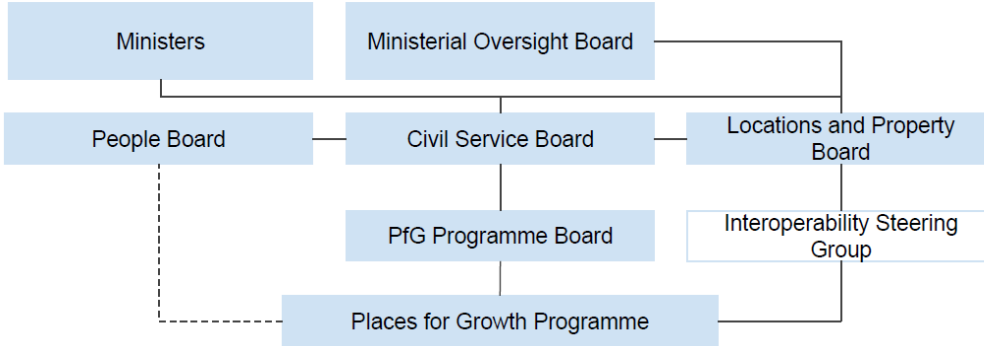 Ministers
Ministerial Oversight Board
People Board
Civil Service Board
Locations and Property
Board
PfG Programme Board
Interoperability Steering
Group
Places for Growth Programme